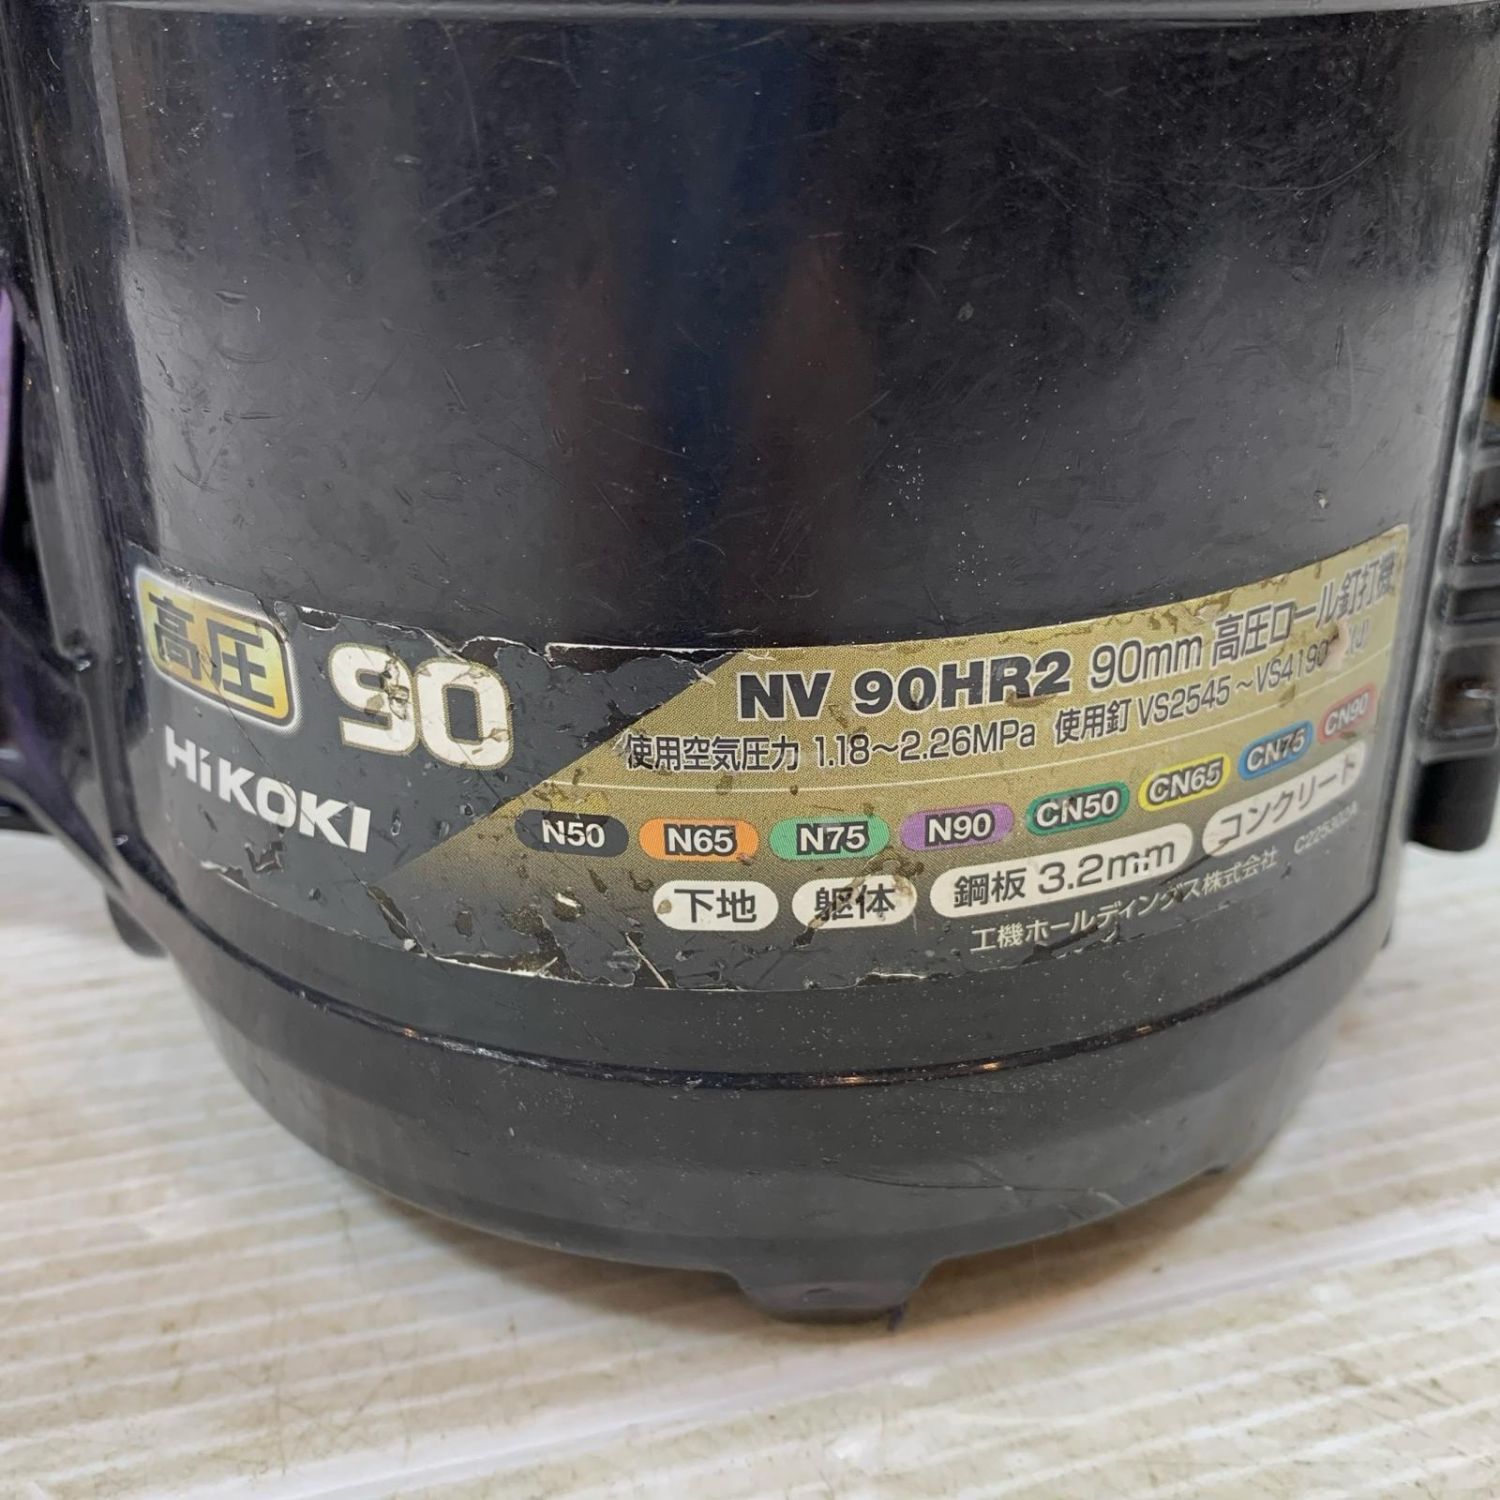 高圧 90
HiKOKI
NV 90HR2 90mm 高圧ロール釘打機
使用空気圧力 1.18～2.26MPa 使用釘 VS2545～VS4190 (J)
N50 N65 N75 N90 CN50 CN65 CN75 CN90
下地 躯体 鋼板 3.2mm コンクリート
工機ホールディングス株式会社